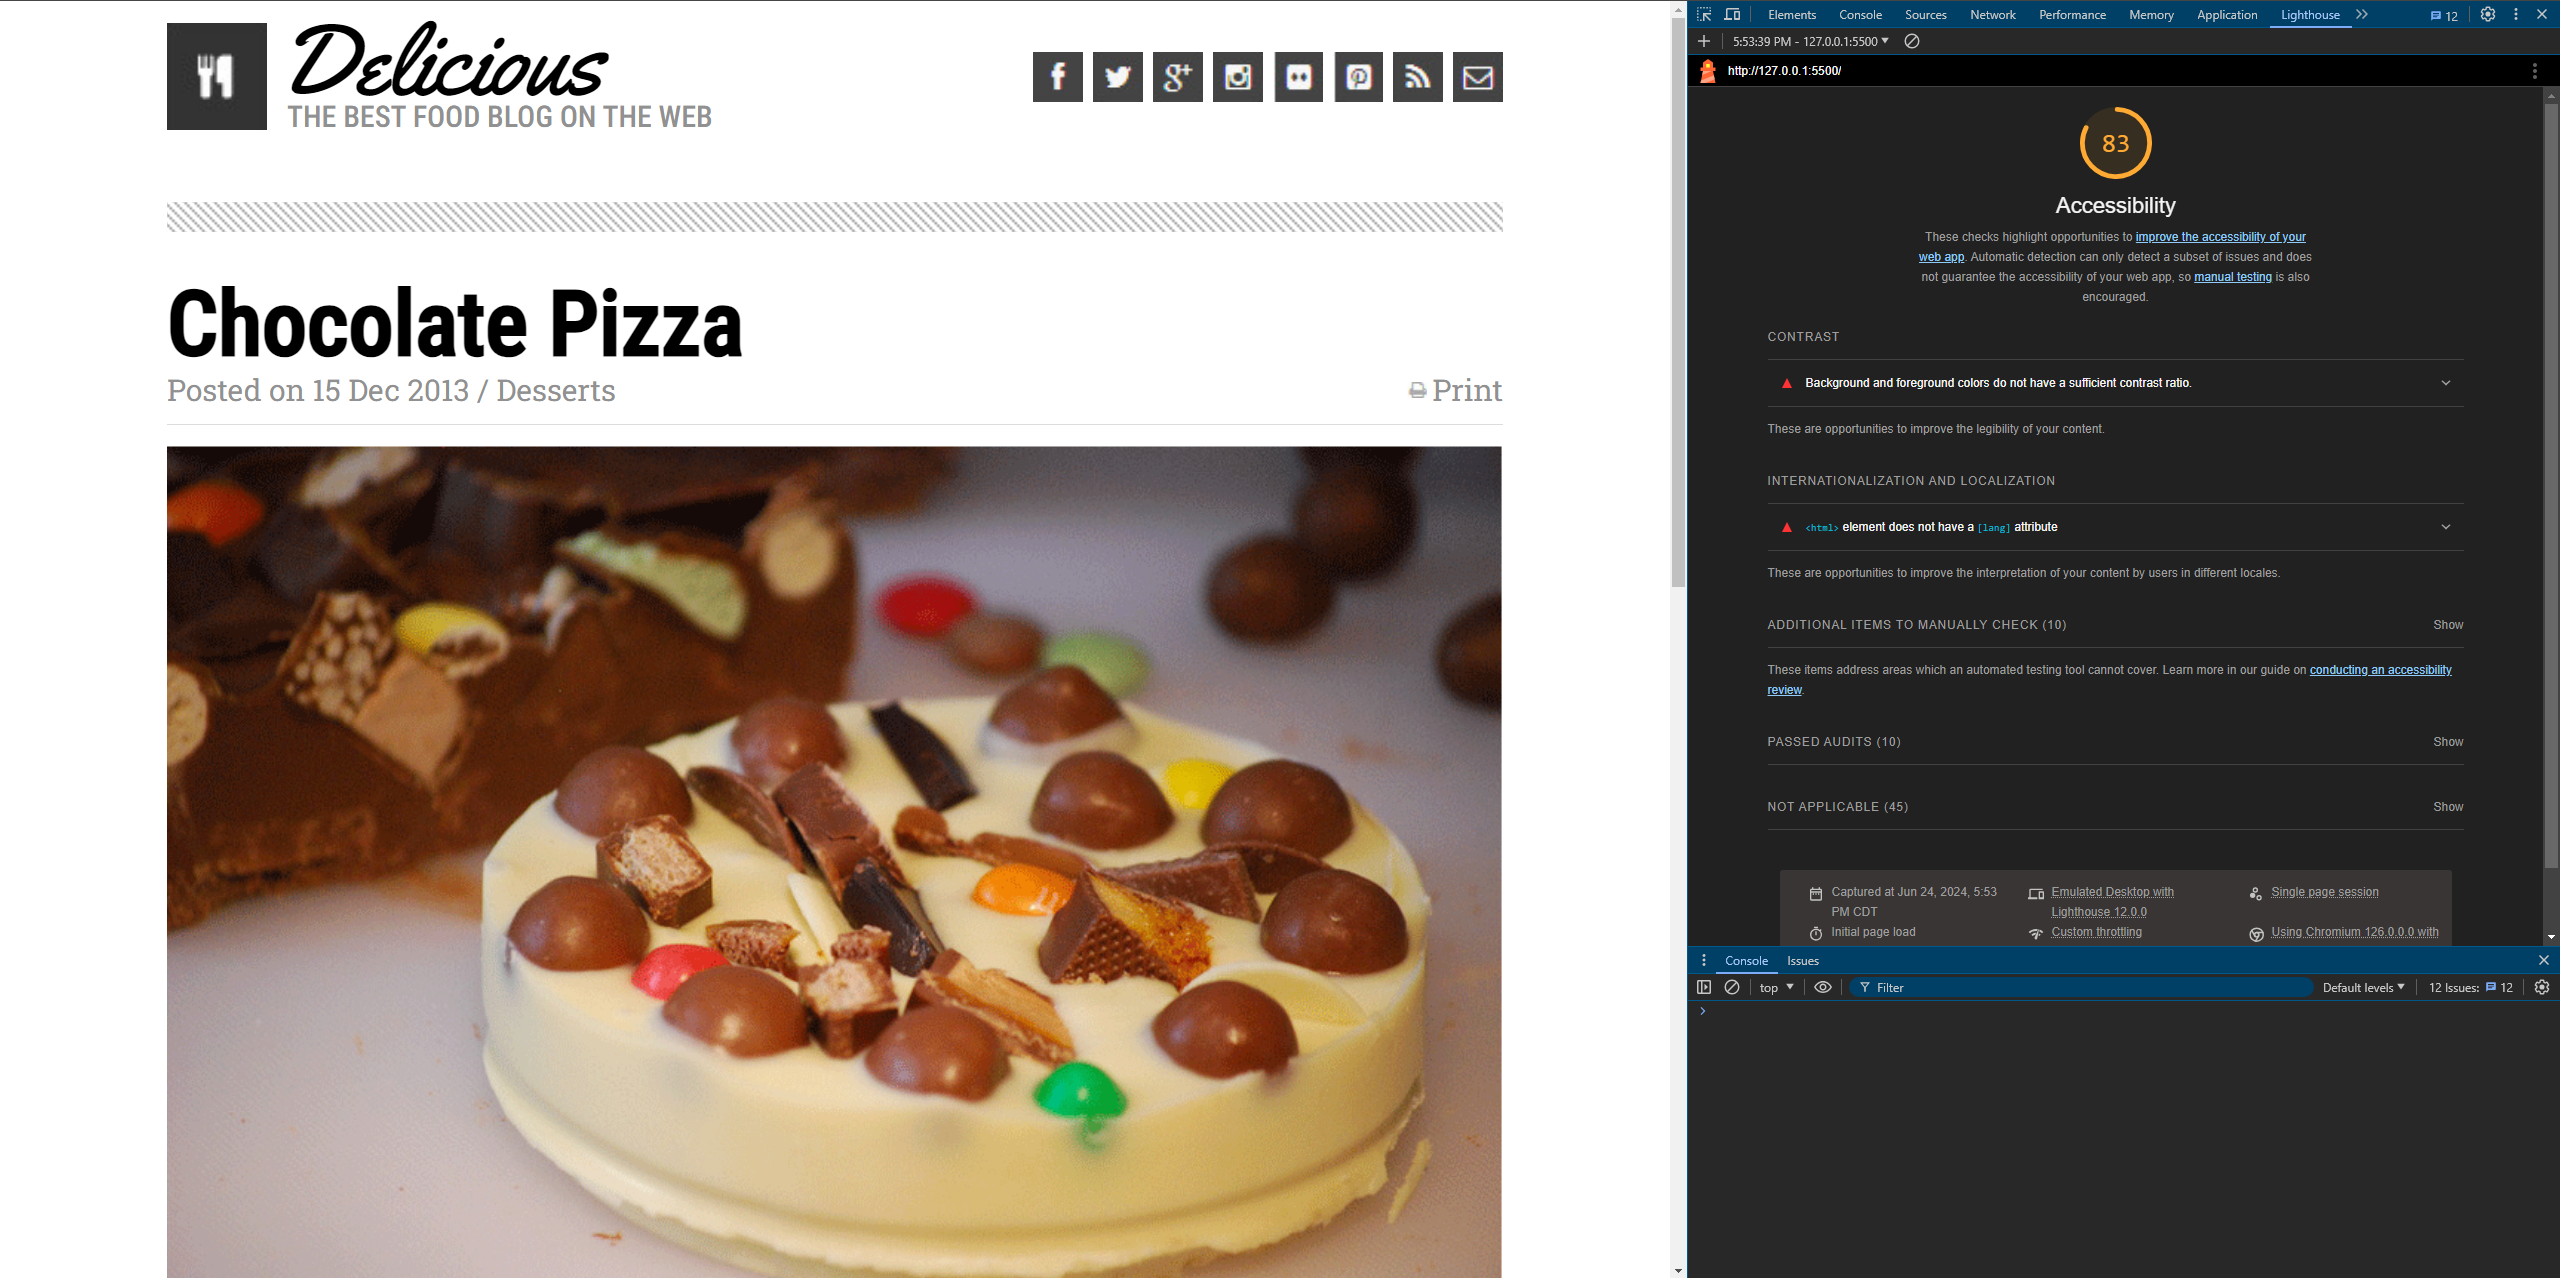 Delicious
THE BEST FOOD BLOG ON THE WEB
Chocolate Pizza
Posted on 15 Dec 2013 / Desserts
Print
Elements Console Sources Network Performance Memory Application Lighthouse 12
5:53:39 PM - 127.0.0.1:5500
http://127.0.0.1:5500/
83
Accessibility
These checks highlight opportunities to improve the accessibility of your
web app. Automatic detection can only detect a subset of issues and does
not guarantee the accessibility of your web app, so manual testing is also
encouraged.
CONTRAST
Background and foreground colors do not have a sufficient contrast ratio.
These are opportunities to improve the legibility of your content.
INTERNATIONALIZATION AND LOCALIZATION
<html> element does not have a [lang] attribute
These are opportunities to improve the interpretation of your content by users in different locales.
ADDITIONAL ITEMS TO MANUALLY CHECK (10) Show
These items address areas which an automated testing tool cannot cover. Learn more in our guide on conducting an accessibility
review.
PASSED AUDITS (10) Show
NOT APPLICABLE (45) Show
Captured at Jun 24, 2024, 5:53
PM CDT
Emulated Desktop with
Lighthouse 12.0.0
Single page session
Initial page load
Custom throttling
Using Chromium 126.0.0.0 with
Console Issues
top Filter Default levels 12 Issues: 12